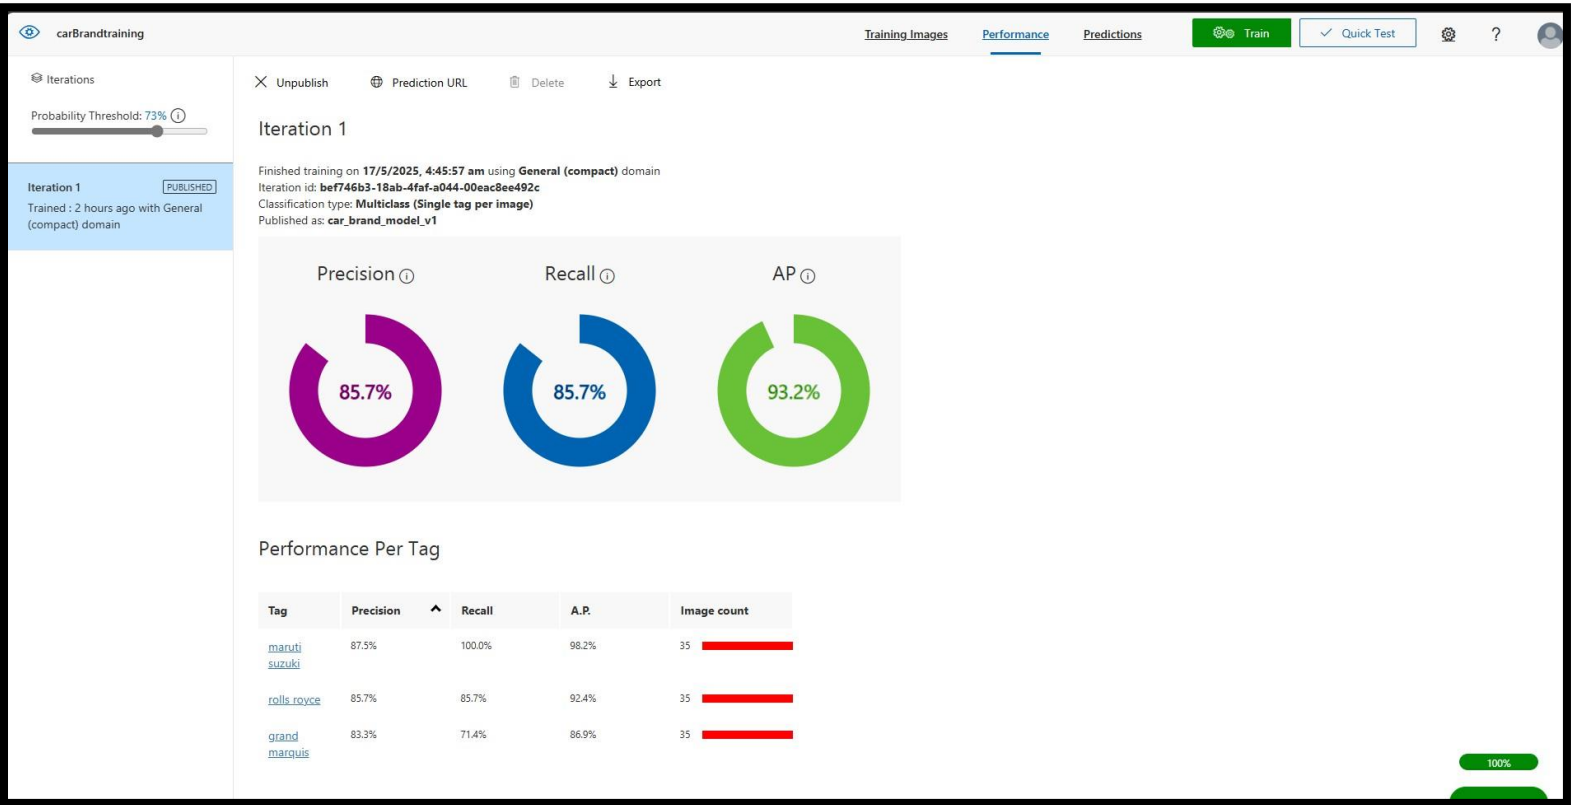 carBrandtraining
Training Images
Performance
Predictions
Train
Quick Test
?
Iterations
Probability Threshold: 73% i
Iteration 1 PUBLISHED
Trained : 2 hours ago with General
(compact) domain
Unpublish
Prediction URL
Delete
Export
Iteration 1
Finished training on 17/5/2025, 4:45:57 am using General (compact) domain
Iteration id: bef746b3-18ab-4faf-a044-00eac8ee492c
Classification type: Multiclass (Single tag per image)
Published as: car_brand_model_v1
Precision i
Recall i
AP i
85.7%
85.7%
93.2%
Performance Per Tag
Tag Precision Recall A.P. Image count
maruti 87.5% 100.0% 98.2% 35
suzuki
rolls royce 85.7% 85.7% 92.4% 35
grand 83.3% 71.4% 86.9% 35
marquis
100%